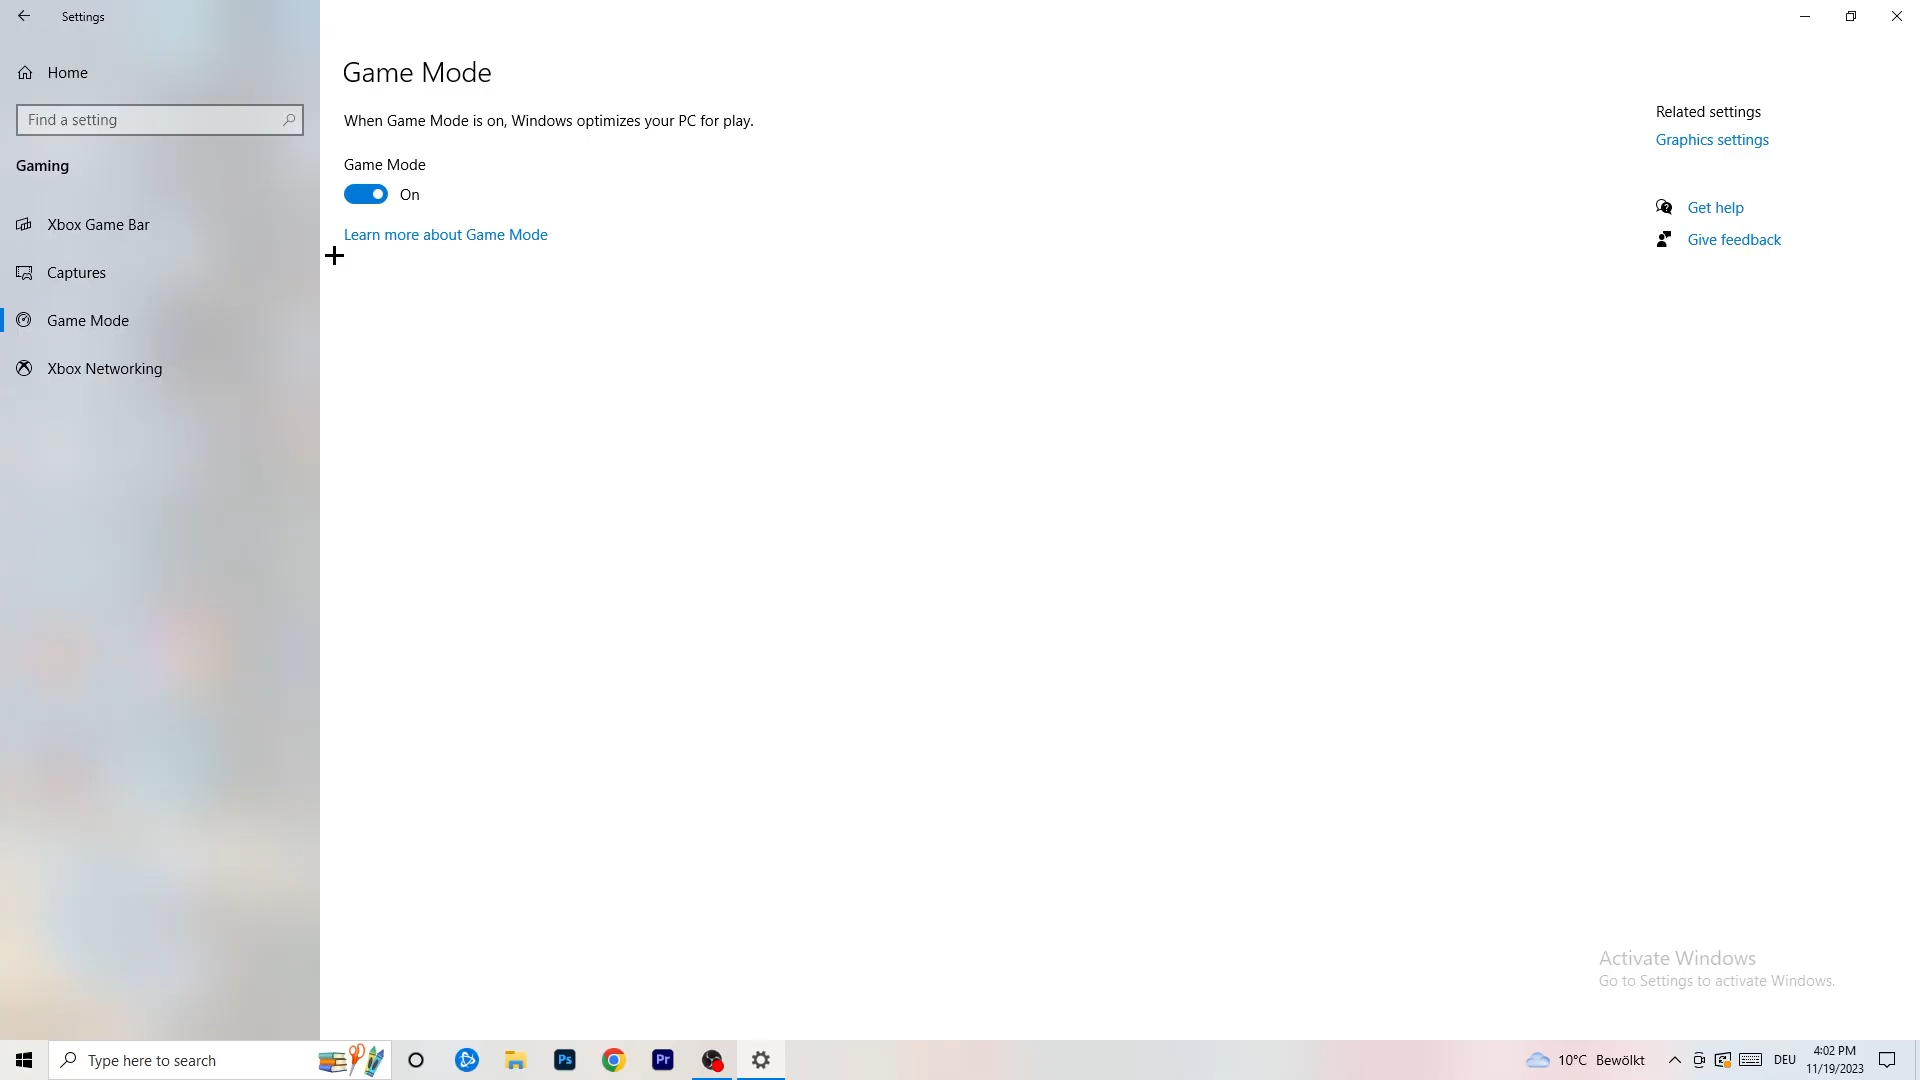 Settings
Home
Find a setting
Gaming
Xbox Game Bar
Captures
Game Mode
Xbox Networking
Game Mode
When Game Mode is on, Windows optimizes your PC for play.
Game Mode
On
Learn more about Game Mode
Related settings
Graphics settings
Get help
Give feedback
Activate Windows
Go to Settings to activate Windows.
Type here to search
Ps
Pr
10°C Bewölkt
DEU
4:02 PM
11/19/2023